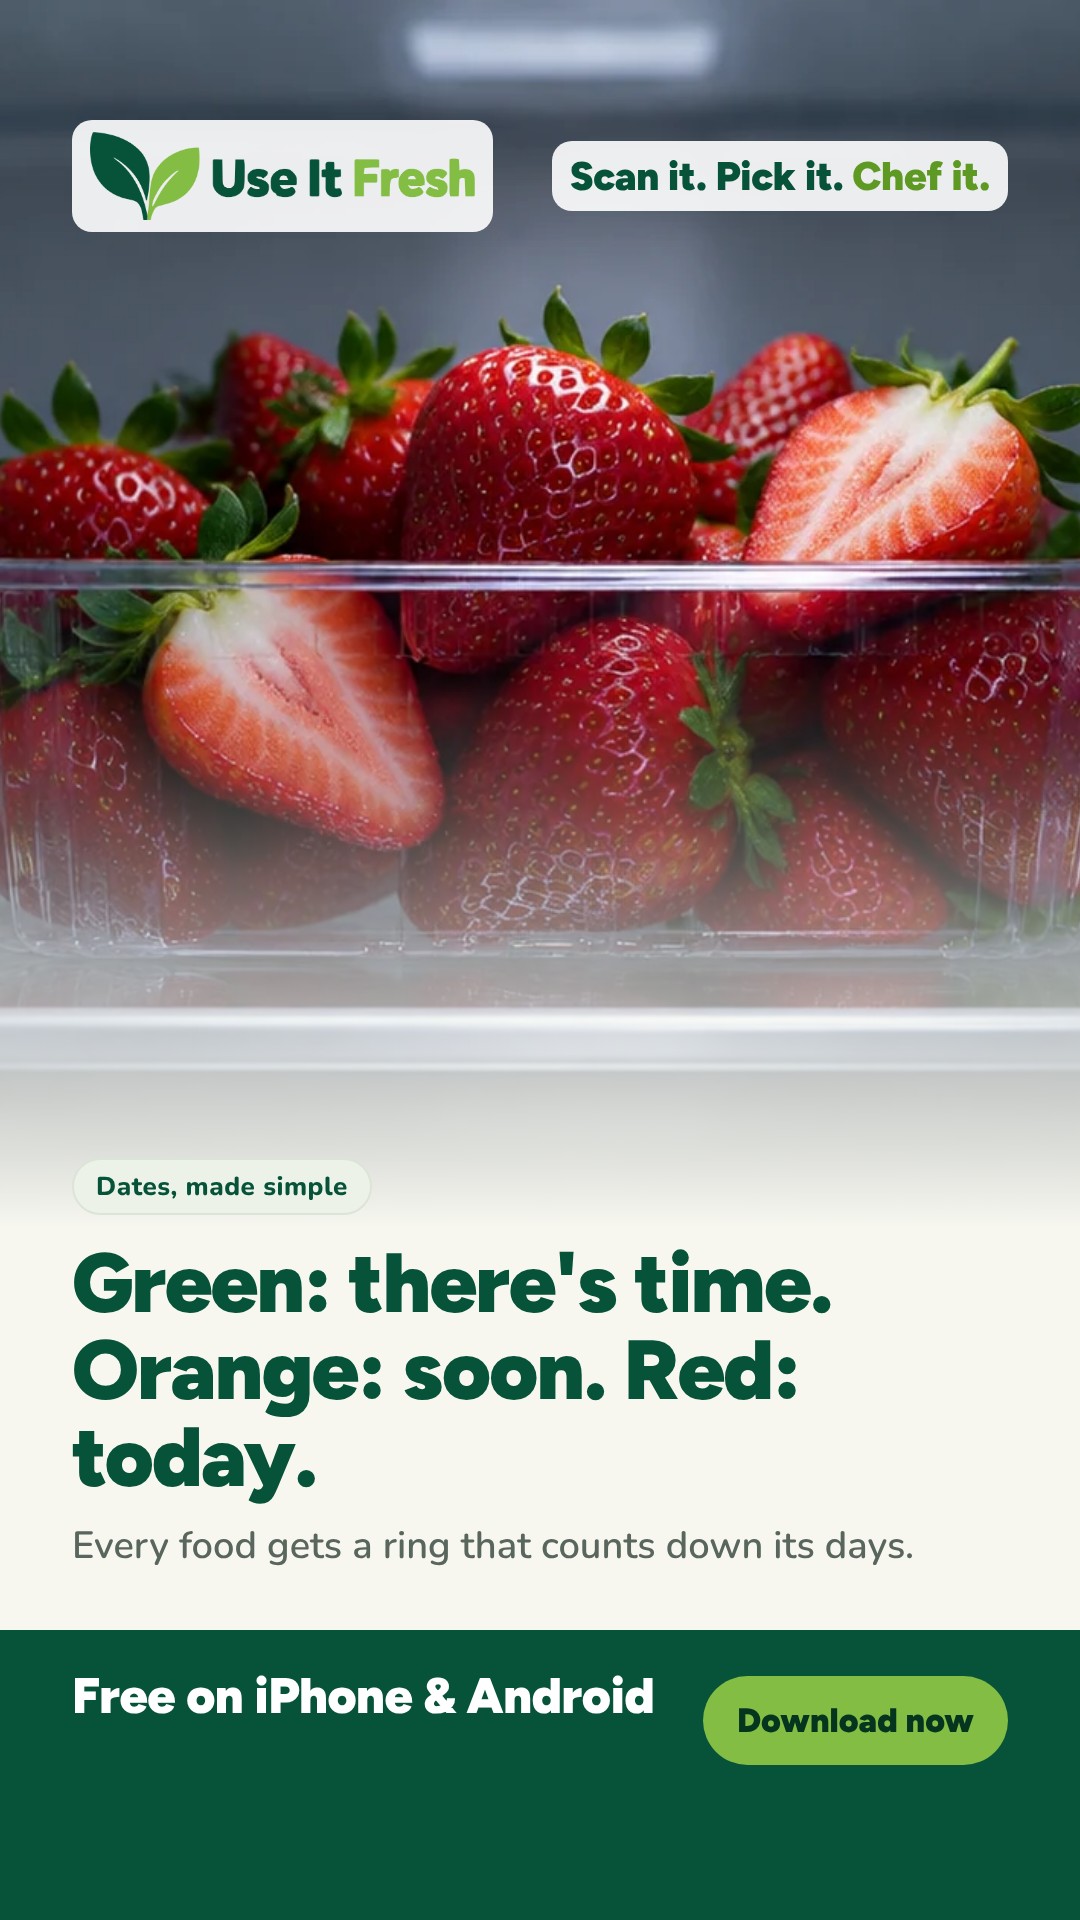 Use It Fresh
Scan it. Pick it. Chef it.
Dates, made simple
Green: there's time.
Orange: soon. Red:
today.
Every food gets a ring that counts down its days.
Free on iPhone & Android
Download now